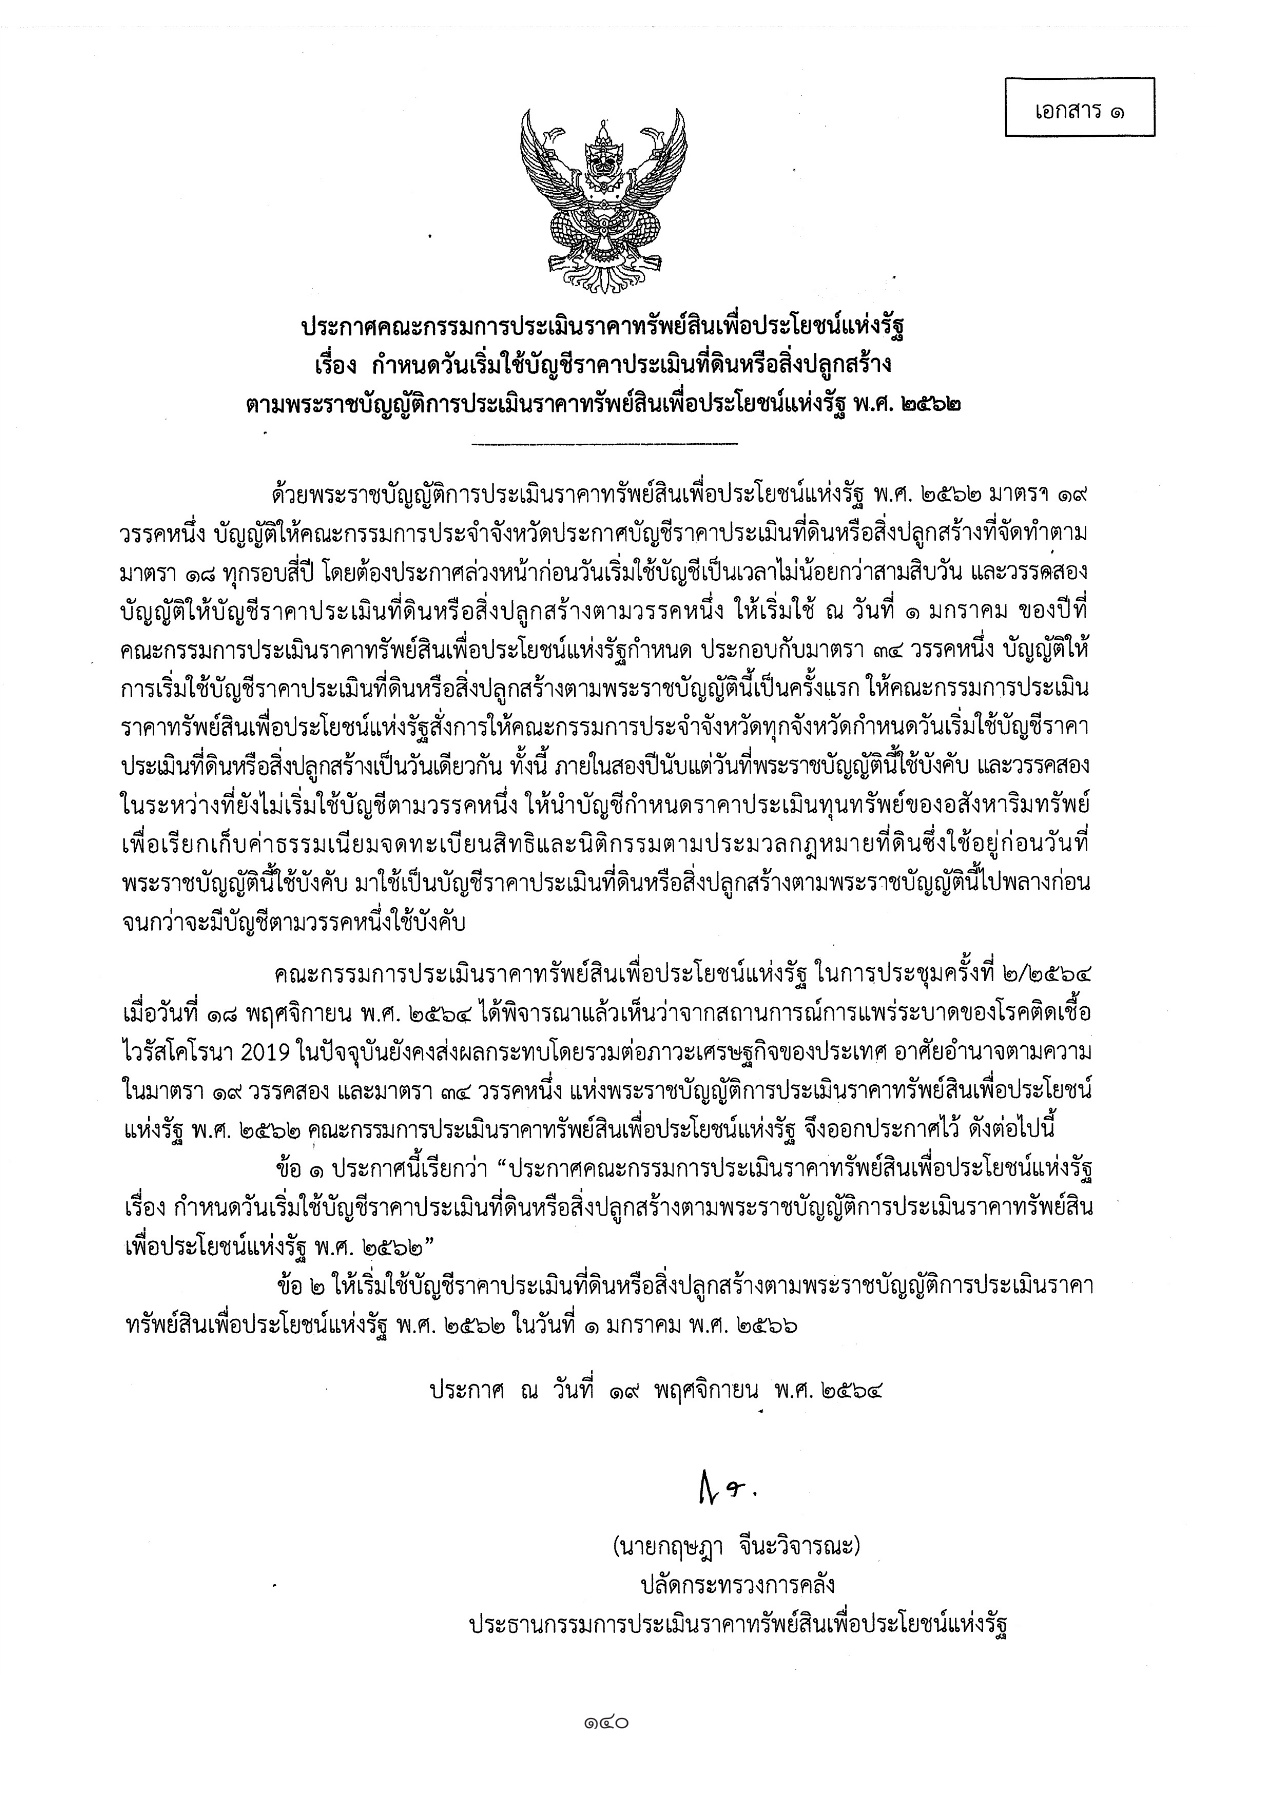 เอกสาร ๑
ประกาศคณะกรรมการประเมินราคาทรัพย์สินเพื่อประโยชน์แห่งรัฐ
เรื่อง กำหนดวันเริ่มใช้บัญชีราคาประเมินที่ดินหรือสิ่งปลูกสร้าง
ตามพระราชบัญญัติการประเมินราคาทรัพย์สินเพื่อประโยชน์แห่งรัฐ พ.ศ. ๒๕๖๒
ด้วยพระราชบัญญัติการประเมินราคาทรัพย์สินเพื่อประโยชน์แห่งรัฐ พ.ศ. ๒๕๖๒ มาตรา ๑๙
วรรคหนึ่ง บัญญัติให้คณะกรรมการประจำจังหวัดประกาศบัญชีราคาประเมินที่ดินหรือสิ่งปลูกสร้างที่จัดทำตาม
มาตรา ๑๘ ทุกรอบสี่ปี โดยต้องประกาศล่วงหน้าก่อนวันเริ่มใช้บัญชีเป็นเวลาไม่น้อยกว่าสามสิบวัน และวรรคสอง
บัญญัติให้บัญชีราคาประเมินที่ดินหรือสิ่งปลูกสร้างตามวรรคหนึ่ง ให้เริ่มใช้ ณ วันที่ ๑ มกราคม ของปีที่
คณะกรรมการประเมินราคาทรัพย์สินเพื่อประโยชน์แห่งรัฐกำหนด ประกอบกับมาตรา ๓๔ วรรคหนึ่ง บัญญัติให้
การเริ่มใช้บัญชีราคาประเมินที่ดินหรือสิ่งปลูกสร้างตามพระราชบัญญัตินี้เป็นครั้งแรก ให้คณะกรรมการประเมิน
ราคาทรัพย์สินเพื่อประโยชน์แห่งรัฐสั่งการให้คณะกรรมการประจำจังหวัดทุกจังหวัดกำหนดวันเริ่มใช้บัญชีราคา
ประเมินที่ดินหรือสิ่งปลูกสร้างเป็นวันเดียวกัน ทั้งนี้ ภายในสองปีนับแต่วันที่พระราชบัญญัตินี้ใช้บังคับ และวรรคสอง
ในระหว่างที่ยังไม่เริ่มใช้บัญชีตามวรรคหนึ่ง ให้นำบัญชีกำหนดราคาประเมินทุนทรัพย์ของอสังหาริมทรัพย์
เพื่อเรียกเก็บค่าธรรมเนียมจดทะเบียนสิทธิและนิติกรรมตามประมวลกฎหมายที่ดินซึ่งใช้อยู่ก่อนวันที่
พระราชบัญญัตินี้ใช้บังคับ มาใช้เป็นบัญชีราคาประเมินที่ดินหรือสิ่งปลูกสร้างตามพระราชบัญญัตินี้ไปพลางก่อน
จนกว่าจะมีบัญชีตามวรรคหนึ่งใช้บังคับ
คณะกรรมการประเมินราคาทรัพย์สินเพื่อประโยชน์แห่งรัฐ ในการประชุมครั้งที่ ๒/๒๕๖๔
เมื่อวันที่ ๑๘ พฤศจิกายน พ.ศ. ๒๕๖๔ ได้พิจารณาแล้วเห็นว่าจากสถานการณ์การแพร่ระบาดของโรคติดเชื้อ
ไวรัสโคโรนา 2019 ในปัจจุบันยังคงส่งผลกระทบโดยรวมต่อภาวะเศรษฐกิจของประเทศ อาศัยอำนาจตามความ
ในมาตรา ๑๙ วรรคสอง และมาตรา ๓๔ วรรคหนึ่ง แห่งพระราชบัญญัติการประเมินราคาทรัพย์สินเพื่อประโยชน์
แห่งรัฐ พ.ศ. ๒๕๖๒ คณะกรรมการประเมินราคาทรัพย์สินเพื่อประโยชน์แห่งรัฐ จึงออกประกาศไว้ ดังต่อไปนี้
ข้อ ๑ ประกาศนี้เรียกว่า “ประกาศคณะกรรมการประเมินราคาทรัพย์สินเพื่อประโยชน์แห่งรัฐ
เรื่อง กำหนดวันเริ่มใช้บัญชีราคาประเมินที่ดินหรือสิ่งปลูกสร้างตามพระราชบัญญัติการประเมินราคาทรัพย์สิน
เพื่อประโยชน์แห่งรัฐ พ.ศ. ๒๕๖๒”
ข้อ ๒ ให้เริ่มใช้บัญชีราคาประเมินที่ดินหรือสิ่งปลูกสร้างตามพระราชบัญญัติการประเมินราคา
ทรัพย์สินเพื่อประโยชน์แห่งรัฐ พ.ศ. ๒๕๖๒ ในวันที่ ๑ มกราคม พ.ศ. ๒๕๖๖
ประกาศ ณ วันที่ ๑๙ พฤศจิกายน พ.ศ. ๒๕๖๔
(นายกฤษฎา จีนะวิจารณะ)
ปลัดกระทรวงการคลัง
ประธานกรรมการประเมินราคาทรัพย์สินเพื่อประโยชน์แห่งรัฐ
๑๔๐